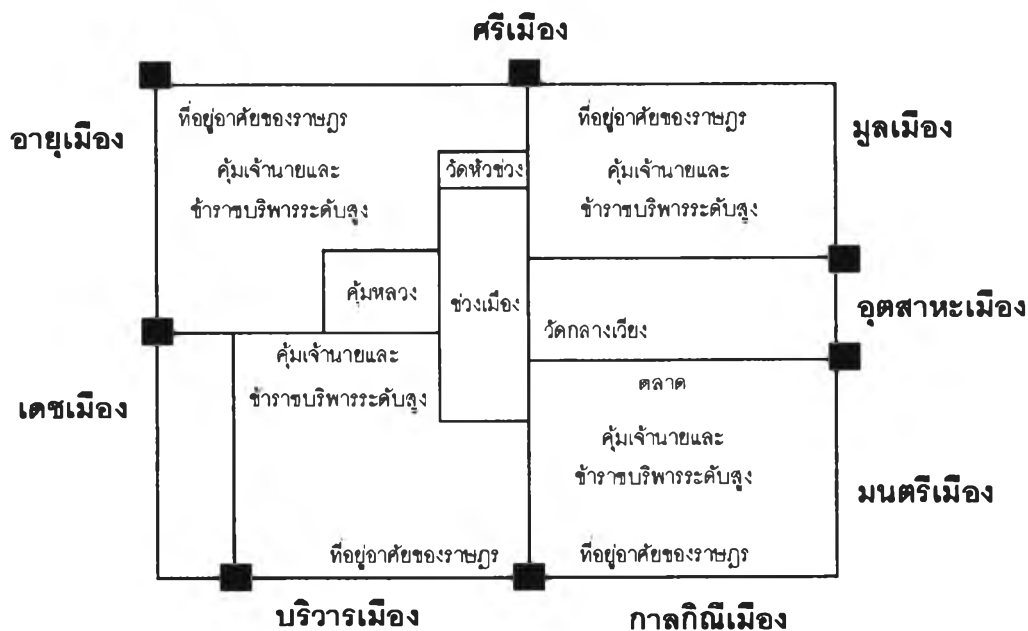 ศรีเมือง
อายุเมือง
ที่อยู่อาศัยของราษฎร
ที่อยู่อาศัยของราษฎร
มูลเมือง
คุ้มเจ้านายและ
ข้าราชบริพารระดับสูง
วัดหัวข่วง
คุ้มเจ้านายและ
ข้าราชบริพารระดับสูง
คุ้มหลวง
ข่วงเมือง
อุตสาหะเมือง
วัดกลางเวียง
คุ้มเจ้านายและ
ข้าราชบริพารระดับสูง
เดชเมือง
ตลาด
คุ้มเจ้านายและ
ข้าราชบริพารระดับสูง
มนตรีเมือง
ที่อยู่อาศัยของราษฎร
ที่อยู่อาศัยของราษฎร
บริวารเมือง
กาลกิณีเมือง